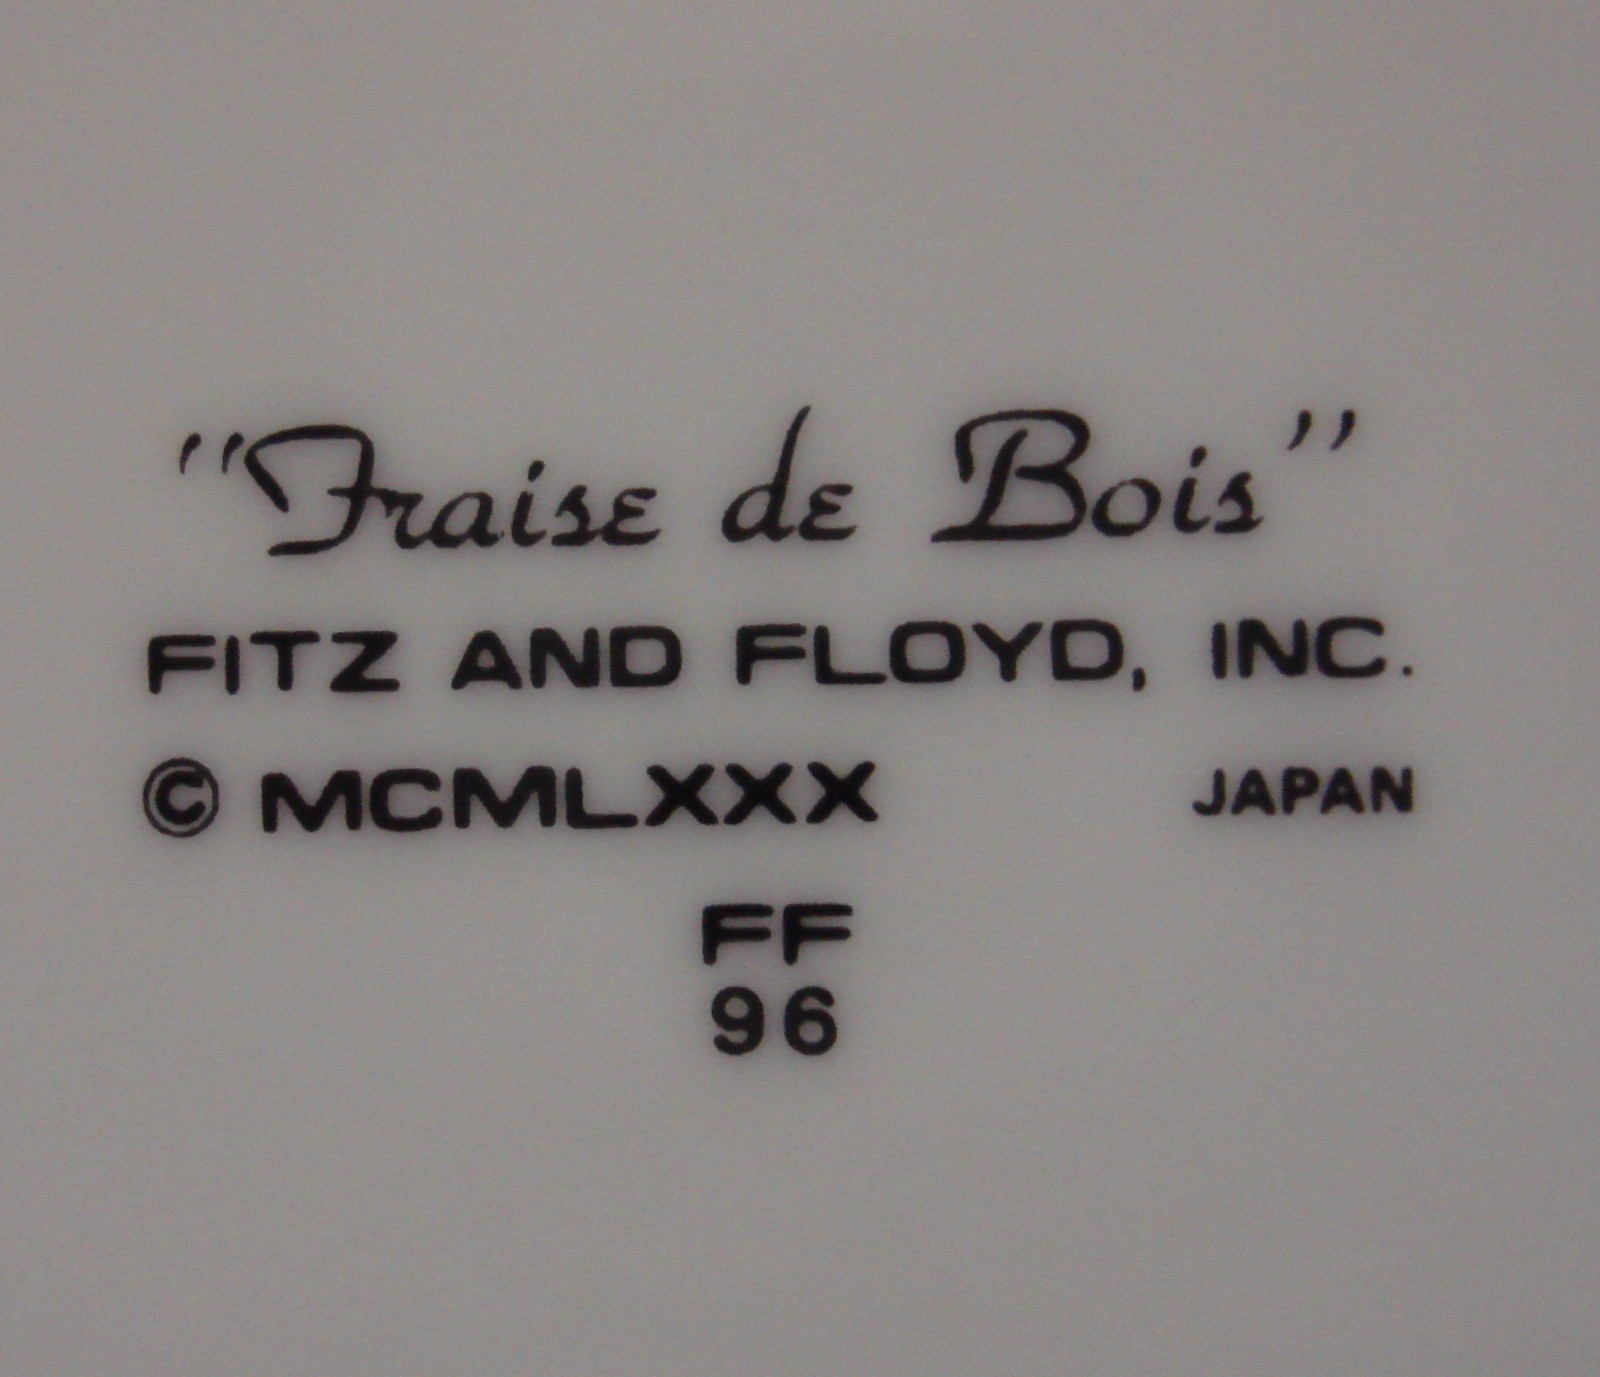 "Fraise de Bois"
FITZ AND FLOYD, INC.
© MCMLXXX JAPAN
FF
96